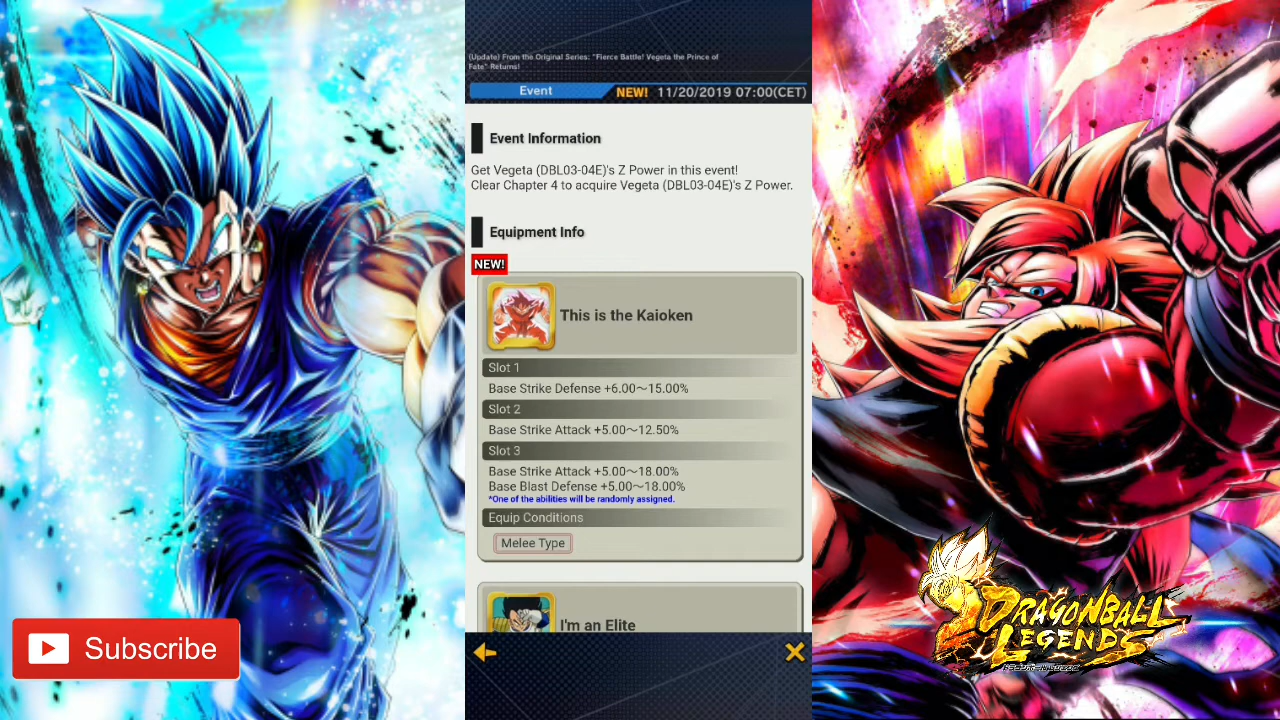 (Update) From the Original Series: "Fierce Battle! Vegeta the Prince of
Fate" Returns!
Event
NEW! 11/20/2019 07:00(CET)
Event Information
Get Vegeta (DBL03-04E)'s Z Power in this event!
Clear Chapter 4 to acquire Vegeta (DBL03-04E)'s Z Power.
Equipment Info
NEW!
This is the Kaioken
Slot 1
Base Strike Defense +6.00～15.00%
Slot 2
Base Strike Attack +5.00～12.50%
Slot 3
Base Strike Attack +5.00～18.00%
Base Blast Defense +5.00～18.00%
*One of the abilities will be randomly assigned.
Equip Conditions
Melee Type
I'm an Elite
Subscribe
DRAGONBALL
LEGENDS